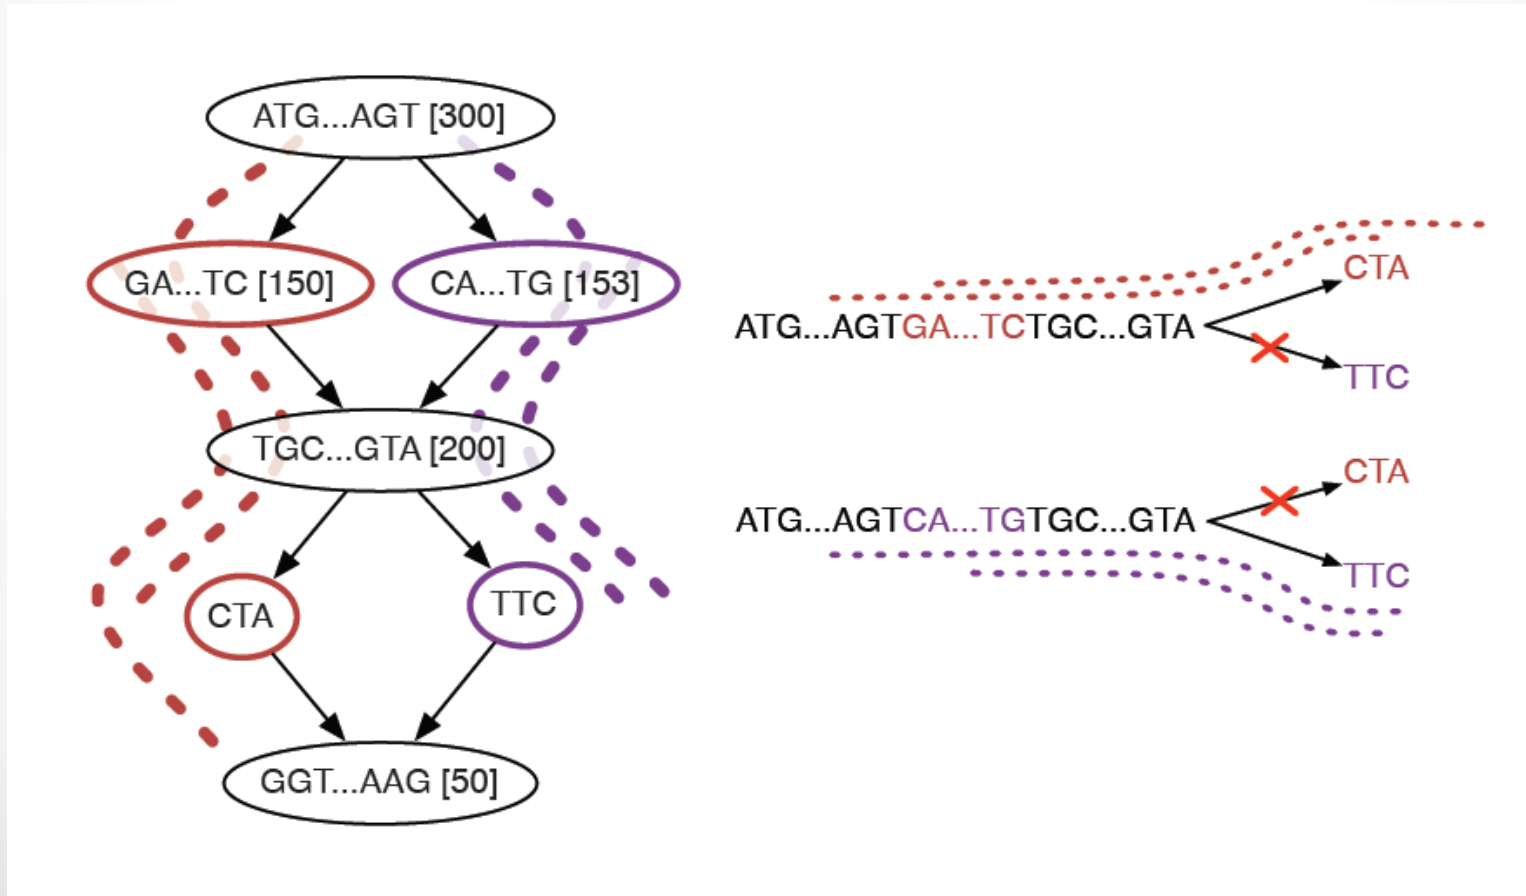 ATG...AGT [300]
GA...TC [150]
CA...TG [153]
TGC...GTA [200]
CTA
TTC
GGT...AAG [50]
CTA
ATG...AGTGA...TCTGC...GTA
TTC
CTA
ATG...AGTCA...TGTGC...GTA
TTC